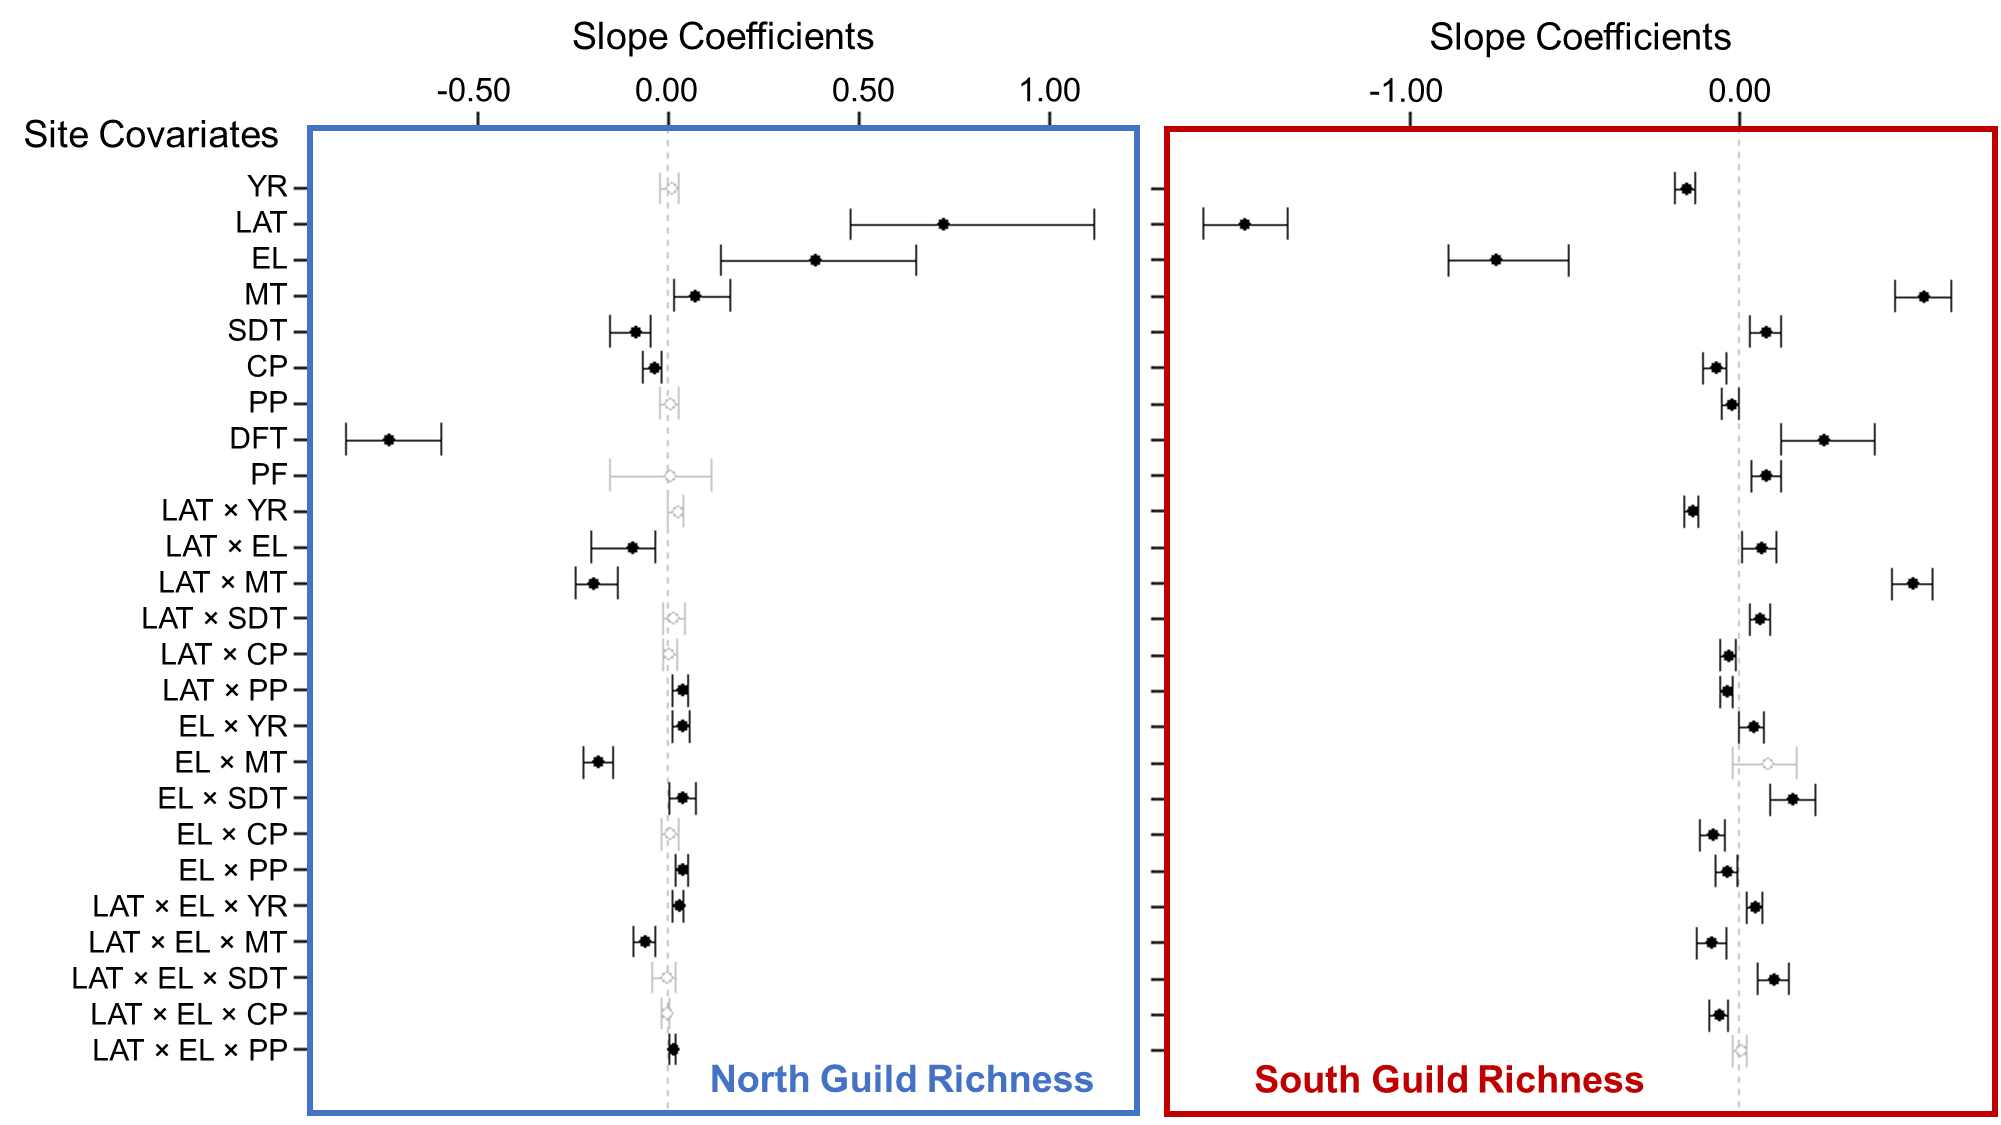 Slope Coefficients Slope Coefficients
-0.50 0.00 0.50 1.00 -1.00 0.00
Site Covariates
YR
LAT
EL
MT
SDT
CP
PP
DFT
PF
LAT × YR
LAT × EL
LAT × MT
LAT × SDT
LAT × CP
LAT × PP
EL × YR
EL × MT
EL × SDT
EL × CP
EL × PP
LAT × EL × YR
LAT × EL × MT
LAT × EL × SDT
LAT × EL × CP
LAT × EL × PP
North Guild Richness South Guild Richness